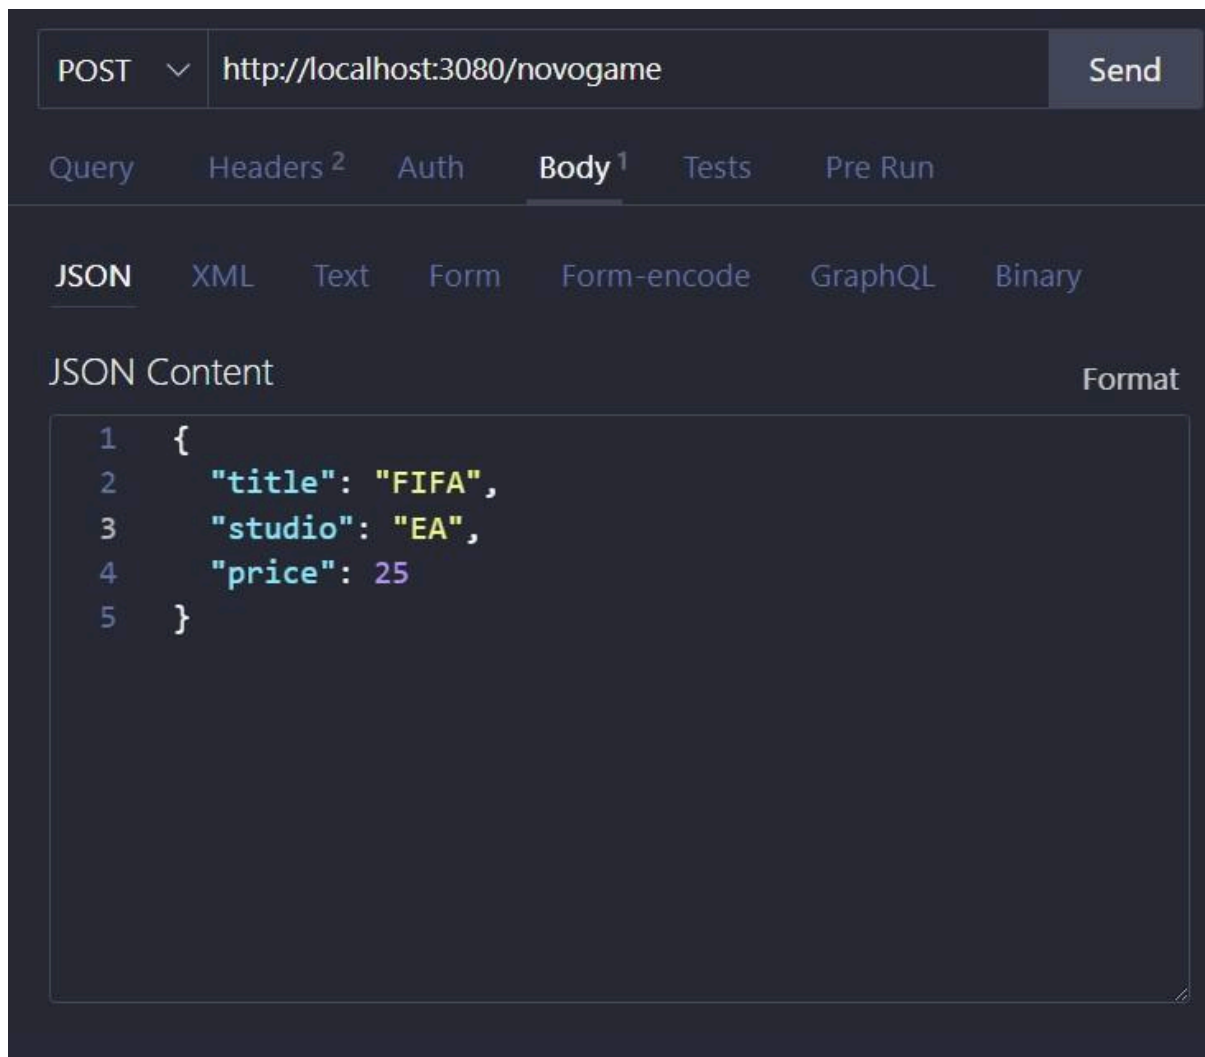 POST http://localhost:3080/novogame Send
Query Headers 2 Auth Body 1 Tests Pre Run
JSON XML Text Form Form-encode GraphQL Binary
JSON Content Format
1 {
2 "title": "FIFA",
3 "studio": "EA",
4 "price": 25
5 }